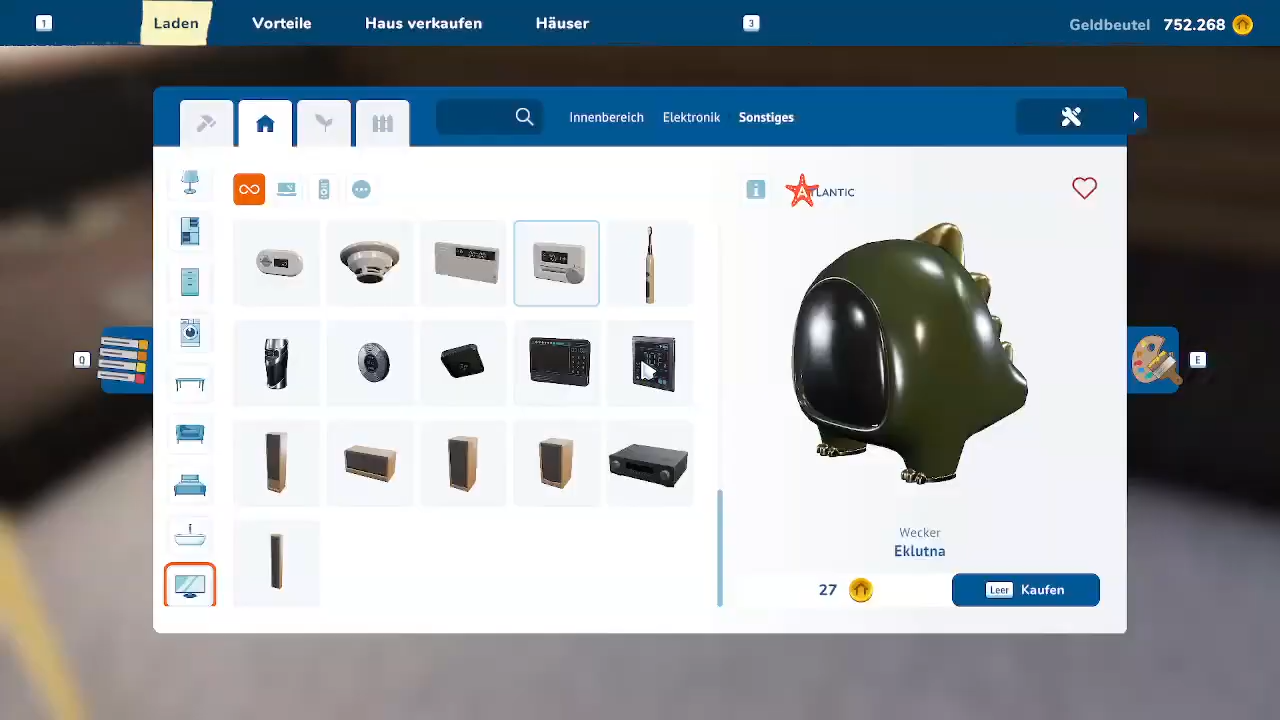 1
Laden
Vorteile
Haus verkaufen
Häuser
3
Geldbeutel 752.268
Innenbereich
Elektronik
Sonstiges
ATLANTIC
Q
E
Wecker
Eklutna
27
Leer Kaufen